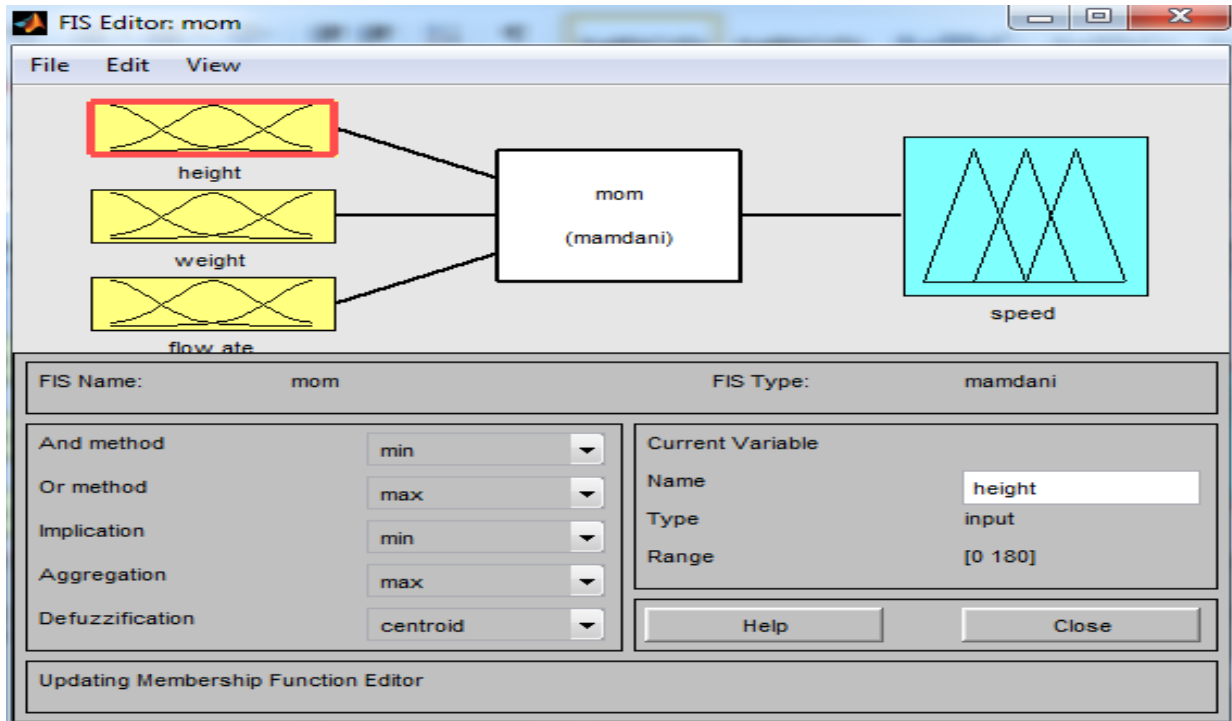 FIS Editor: mom
File Edit View
height
mom
(mamdani)
weight
speed
flow ate
FIS Name: mom FIS Type: mamdani
And method min
Or method max
Implication min
Aggregation max
Defuzzification centroid
Current Variable
Name height
Type input
Range [0 180]
Help Close
Updating Membership Function Editor